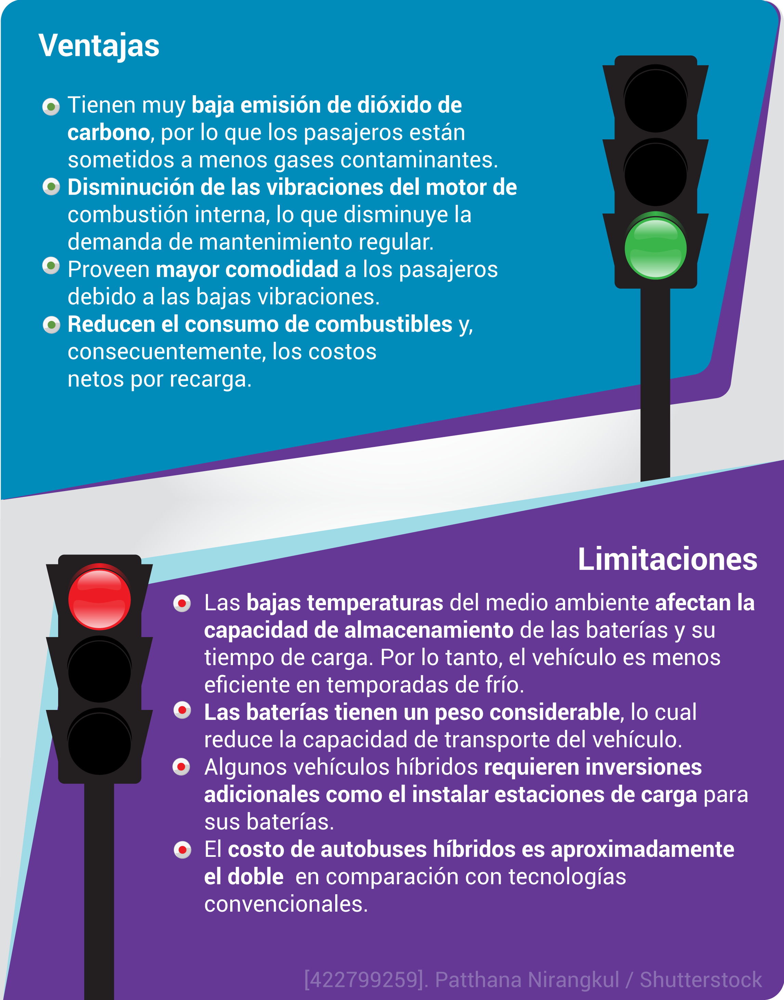 Ventajas
Tienen muy baja emisión de dióxido de
carbono, por lo que los pasajeros están
sometidos a menos gases contaminantes.
Disminución de las vibraciones del motor de
combustión interna, lo que disminuye la
demanda de mantenimiento regular.
Proveen mayor comodidad a los pasajeros
debido a las bajas vibraciones.
Reducen el consumo de combustibles y,
consecuentemente, los costos
netos por recarga.
Limitaciones
Las bajas temperaturas del medio ambiente afectan la
capacidad de almacenamiento de las baterías y su
tiempo de carga. Por lo tanto, el vehículo es menos
eficiente en temporadas de frío.
Las baterías tienen un peso considerable, lo cual
reduce la capacidad de transporte del vehículo.
Algunos vehículos híbridos requieren inversiones
adicionales como el instalar estaciones de carga para
sus baterías.
El costo de autobuses híbridos es aproximadamente
el doble en comparación con tecnologías
convencionales.
[422799259]. Patthana Nirangkul / Shutterstock